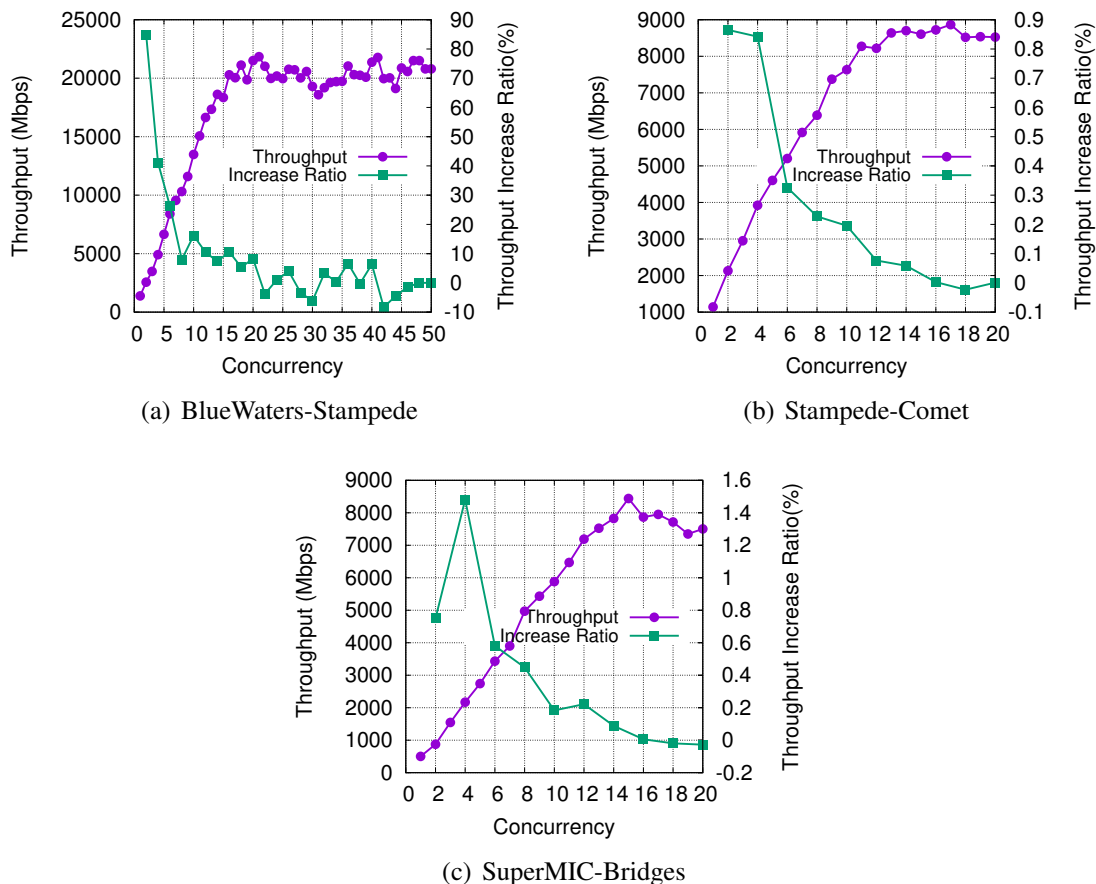 25000
20000
15000
10000
5000
0
Throughput (Mbps)
90
80
70
60
50
40
30
20
10
0
-10
Throughput Increase Ratio(%)
Throughput
Increase Ratio
0 5 10 15 20 25 30 35 40 45 50
Concurrency
(a) BlueWaters-Stampede
9000
8000
7000
6000
5000
4000
3000
2000
1000
Throughput (Mbps)
0.9
0.8
0.7
0.6
0.5
0.4
0.3
0.2
0.1
0
-0.1
Throughput Increase Ratio(%)
Throughput
Increase Ratio
0 2 4 6 8 10 12 14 16 18 20
Concurrency
(b) Stampede-Comet
9000
8000
7000
6000
5000
4000
3000
2000
1000
0
Throughput (Mbps)
1.6
1.4
1.2
1
0.8
0.6
0.4
0.2
0
-0.2
Throughput Increase Ratio(%)
Throughput
Increase Ratio
0 2 4 6 8 10 12 14 16 18 20
Concurrency
(c) SuperMIC-Bridges